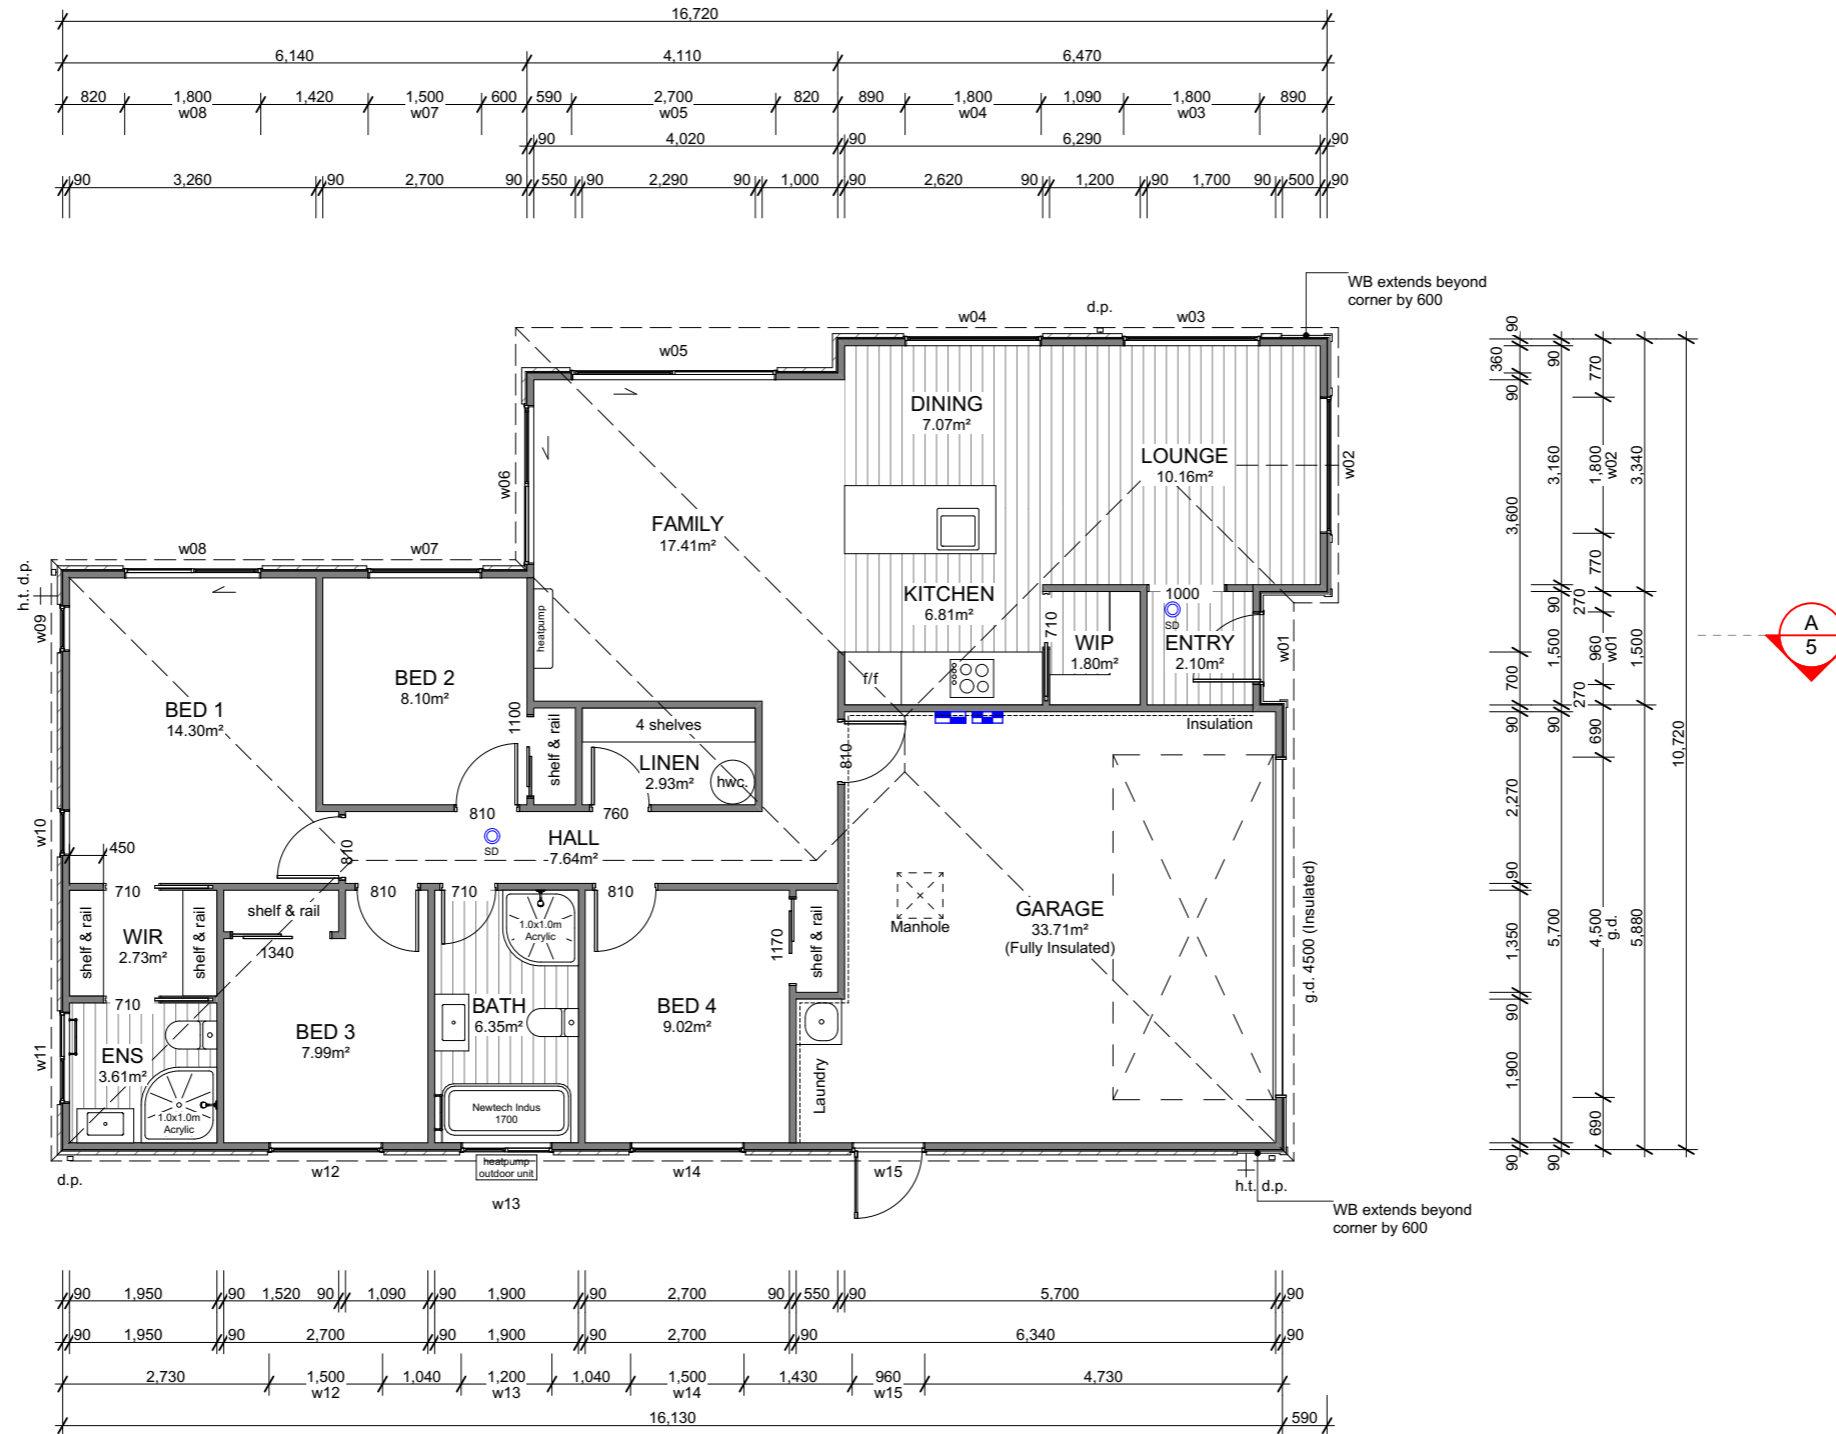 16,720
6,140 4,110 6,470
820 1,800 1,420 1,500 600 590 2,700 820 890 1,800 1,090 1,800 890
w08 w07 w05 w04 w03
90 4,020 90 6,290 90
90 3,260 90 2,700 90 550 90 2,290 90 1,000 90 2,620 90 1,200 90 1,700 90 500 90
WB extends beyond
corner by 600
w04 d.p. w03
w05
DINING
7.07m²
LOUNGE
10.16m²
w02
w06
FAMILY
17.41m²
w08 w07
h.t. d.p.
w09
heatpump
KITCHEN
6.81m²
710
WIP
1.80m²
1000
SD
ENTRY
2.10m²
w01
f/f
BED 2
8.10m²
BED 1
14.30m²
1100
shelf & rail
4 shelves
LINEN
2.93m²
hwc.
810
Insulation
w10
810
760
SD
HALL
7.64m²
810
450
710
810
710
810
shelf & rail
WIR
2.73m²
shelf & rail
shelf & rail
1340
1.0x1.0m
Acrylic
1170
shelf & rail
Manhole
GARAGE
33.71m²
(Fully Insulated)
g.d. 4500 (Insulated)
710
w11
ENS
3.61m²
1.0x1.0m
Acrylic
BED 3
7.99m²
BATH
6.35m²
Newtech Indus
1700
BED 4
9.02m²
Laundry
d.p.
w12
heatpump
outdoor unit
w13
w14
w15
h.t. d.p.
WB extends beyond
corner by 600
90 360 90 3,600 700 90 2,270 90 1,350 90 1,900 90
90 3,160 90 1,500 90 5,700 90
770 1,800 770 270 960 270 690 4,500 690
w02 w01 g.d.
3,340 1,500 5,880
10,720
A
5
90 1,950 90 1,520 90 1,090 90 1,900 90 2,700 90 550 90 5,700 90
90 1,950 90 2,700 90 1,900 90 2,700 90 6,340 90
2,730 1,500 1,040 1,200 1,040 1,500 1,430 960 4,730
w12 w13 w14 w15
16,130 590